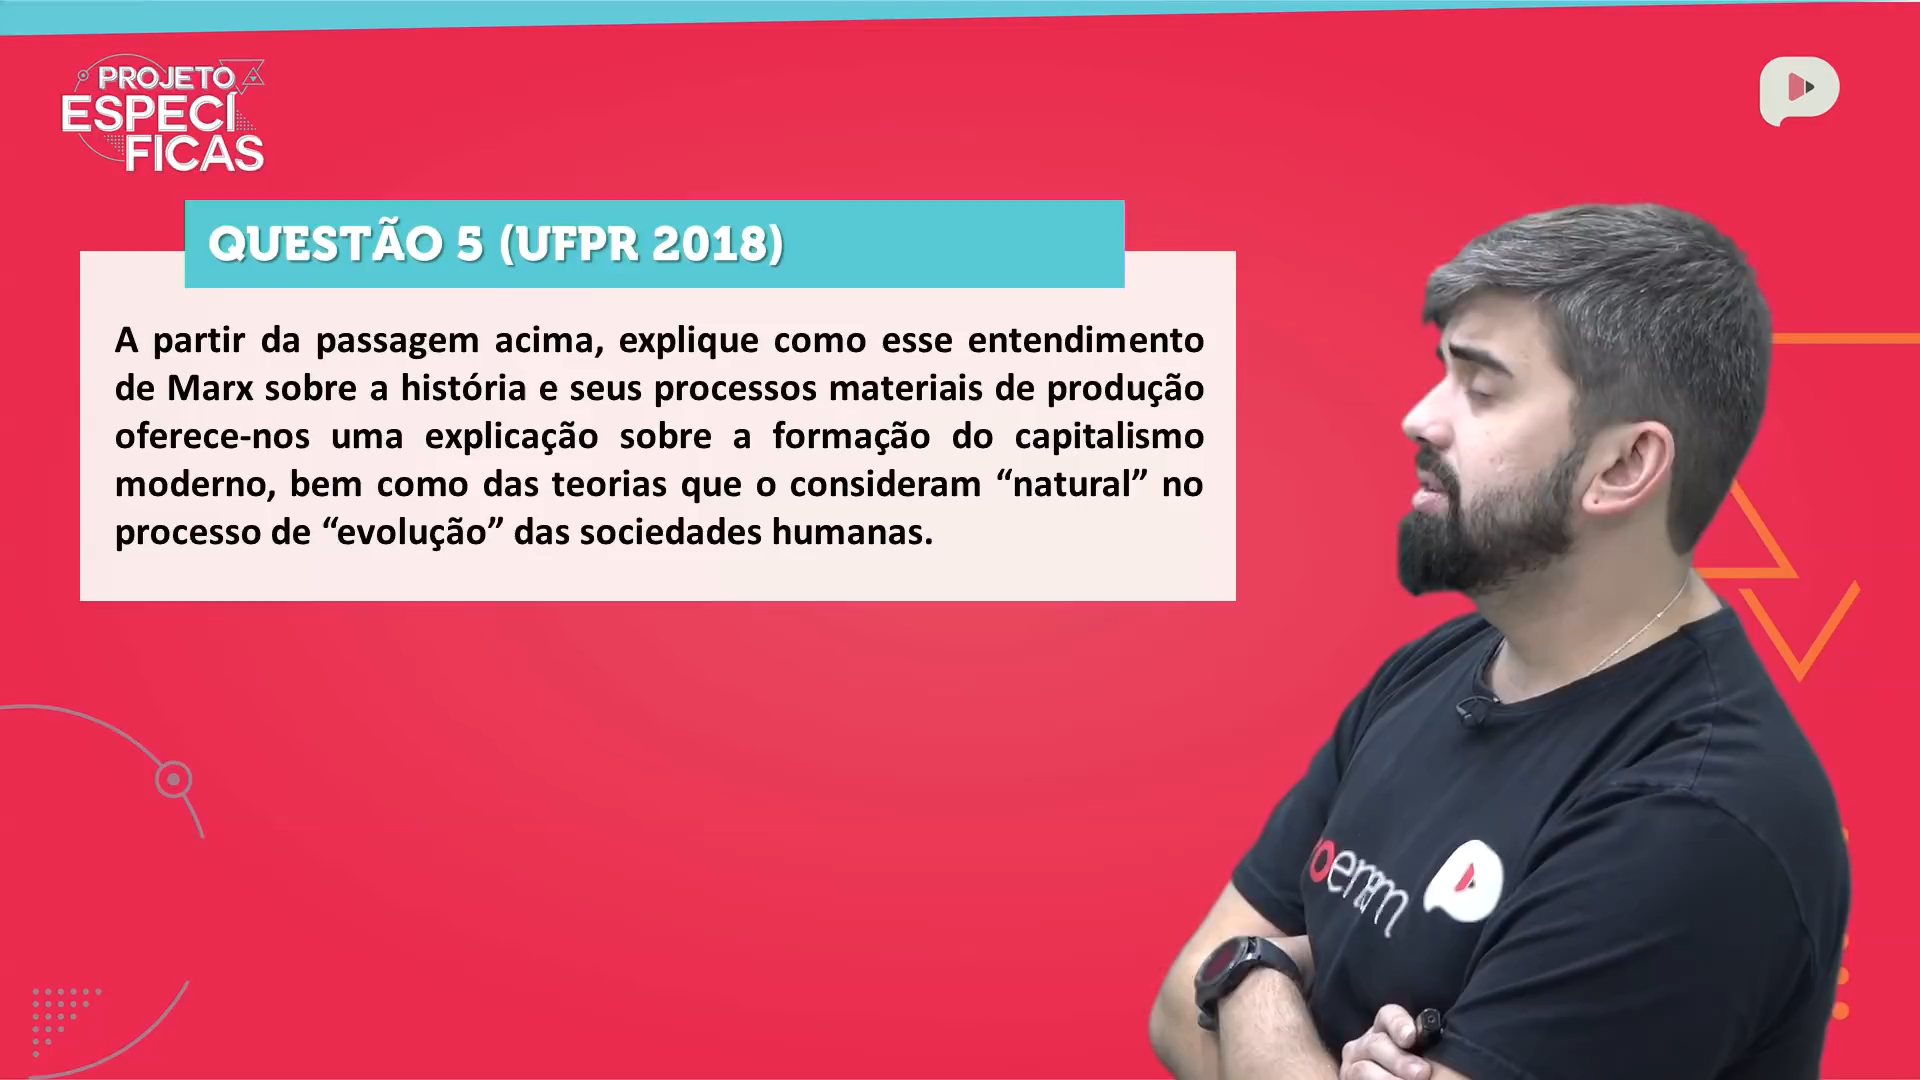 PROJETO
ESPECÍ
FICAS
QUESTÃO 5 (UFPR 2018)
A partir da passagem acima, explique como esse entendimento
de Marx sobre a história e seus processos materiais de produção
oferece-nos uma explicação sobre a formação do capitalismo
moderno, bem como das teorias que o consideram “natural” no
processo de “evolução” das sociedades humanas.
oenem